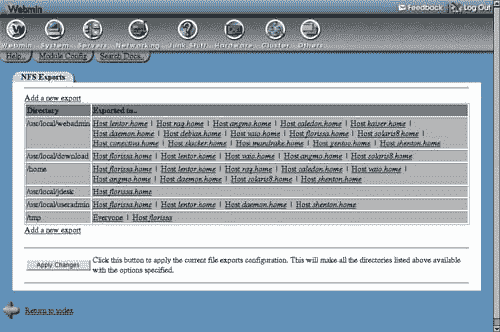 Webmin
Feedback Log Out
Webmin System Servers Networking Junk Stuff Hardware Cluster Others
Help.. Module Config Search Docs..
NFS Exports
Add a new export
Directory Exported to..
/usr/local/webadmin Host lentor.home | Host raq.home | Host angmo.home | Host caledon.home | Host kaiser.home |
Host daemon.home | Host debian.home | Host vaio.home | Host florissa.home | Host solaris8.home |
Host conectiva.home | Host slacker.home | Host mandrake.home | Host gentoo.home | Host shenton.home
/usr/local/download Host florissa.home | Host lentor.home | Host vaio.home | Host angmo.home | Host solaris8.home
/home Host florissa.home | Host lentor.home | Host raq.home | Host caledon.home | Host vaio.home |
Host angmo.home | Host daemon.home | Host solaris8.home | Host shenton.home
/usr/local/jdesk Host florissa.home
/usr/local/useradmin Host florissa.home | Host lentor.home | Host daemon.home | Host shenton.home
/tmp Everyone | Host florissa
Add a new export
Apply Changes Click this button to apply the current file exports configuration. This will make all the directories listed above available
with the options specified.
Return to index